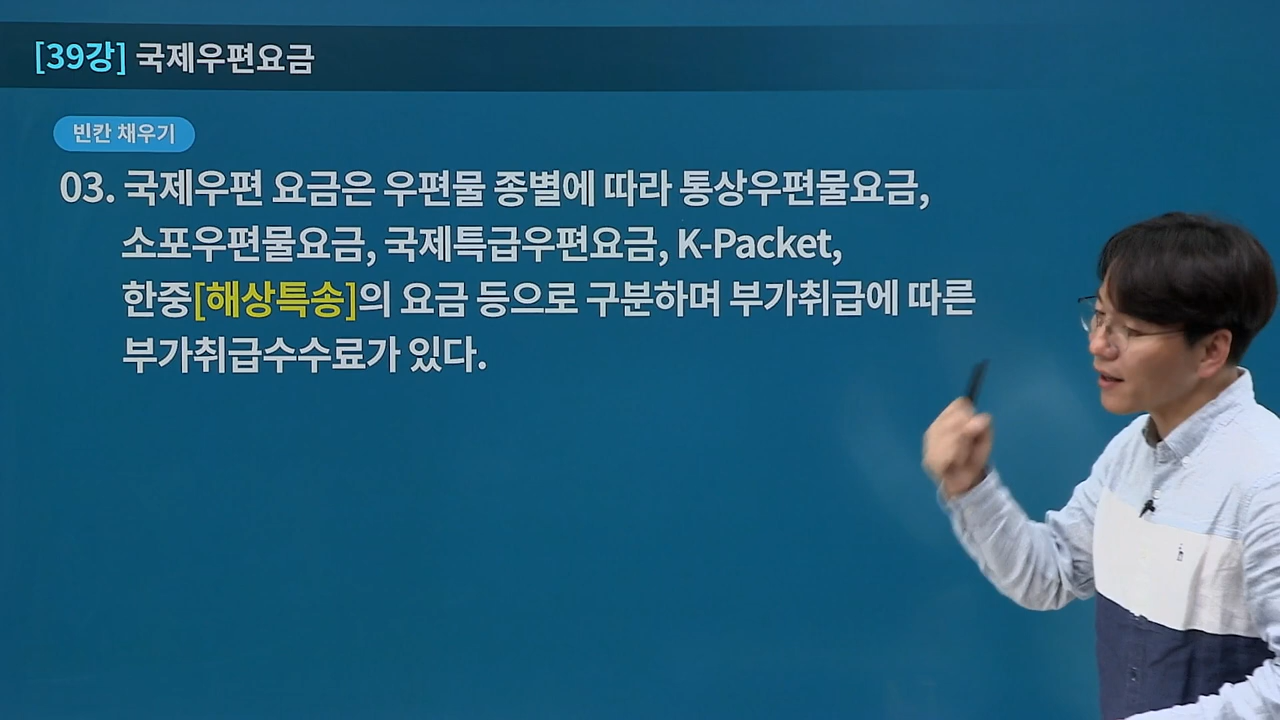 [39강] 국제우편요금
빈칸 채우기
03. 국제우편 요금은 우편물 종별에 따라 통상우편물요금,
소포우편물요금, 국제특급우편요금, K-Packet,
한중[해상특송]의 요금 등으로 구분하며 부가취급에 따른
부가취급수수료가 있다.